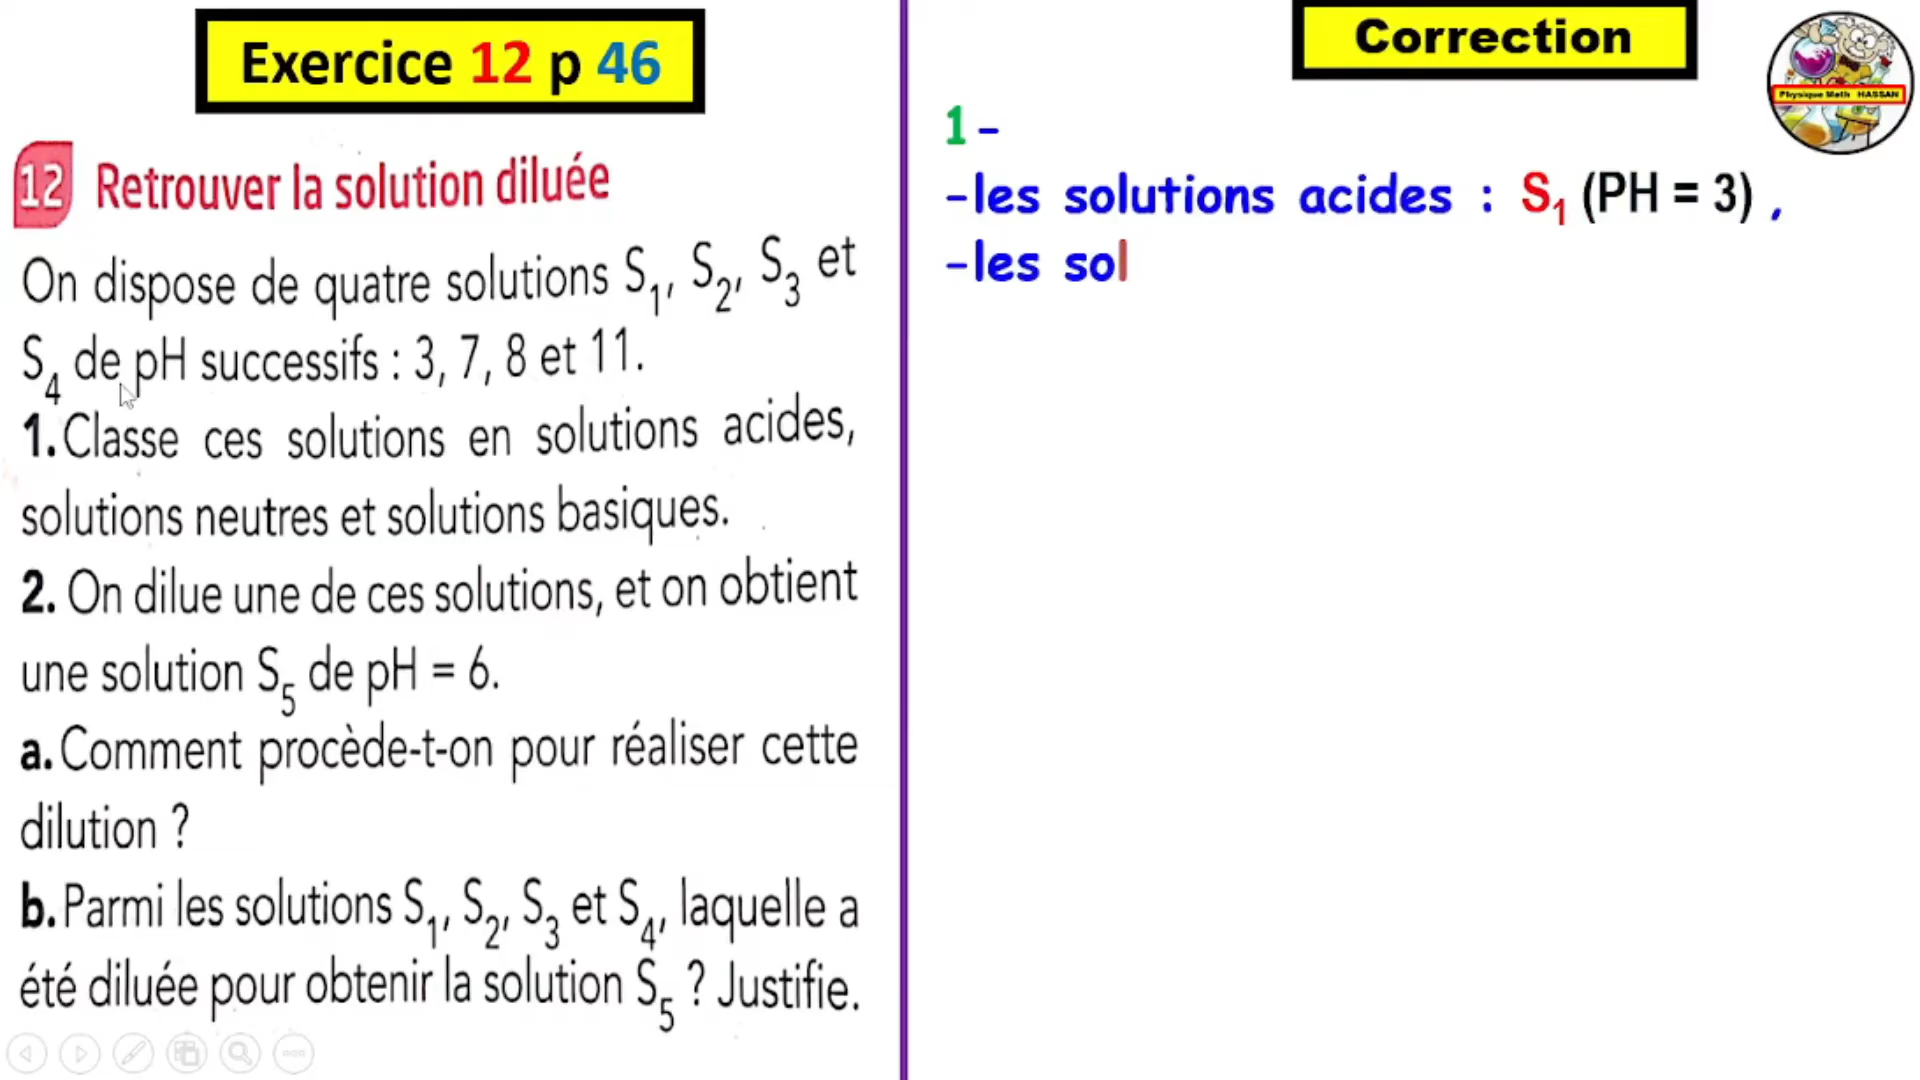 Exercice 12 p 46
12 Retrouver la solution diluée
On dispose de quatre solutions S1, S2, S3 et
S4 de pH successifs : 3, 7, 8 et 11.
1. Classe ces solutions en solutions acides,
solutions neutres et solutions basiques.
2. On dilue une de ces solutions, et on obtient
une solution S5 de pH = 6.
a. Comment procède-t-on pour réaliser cette
dilution ?
b. Parmi les solutions S1, S2, S3 et S4, laquelle a
été diluée pour obtenir la solution S5 ? Justifie.
Correction
Physique Math HASSAN
1-
-les solutions acides : S1 (PH = 3) ,
-les sol